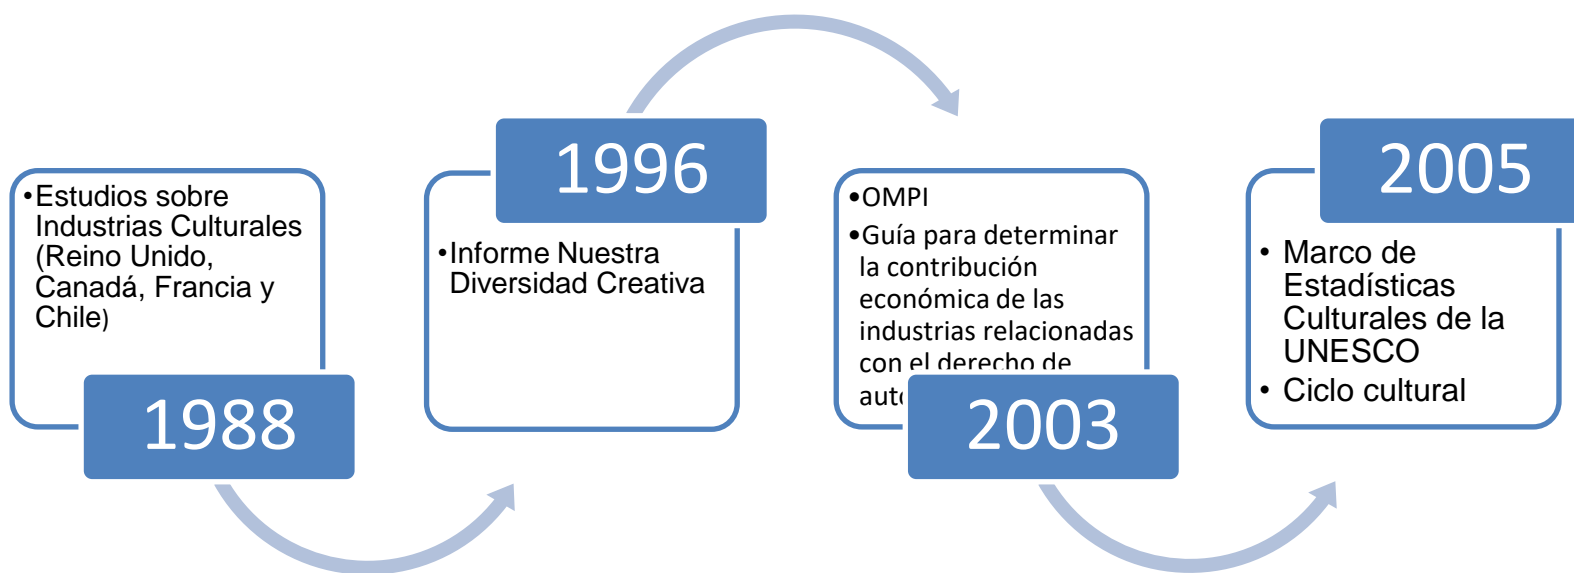 •Estudios sobre
Industrias Culturales
(Reino Unido,
Canadá, Francia y
Chile)
1988
1996
•Informe Nuestra
Diversidad Creativa
•OMPI
•Guía para determinar
la contribución
económica de las
industrias relacionadas
con el derecho de
2003
2005
• Marco de
Estadísticas
Culturales de la
UNESCO
• Ciclo cultural